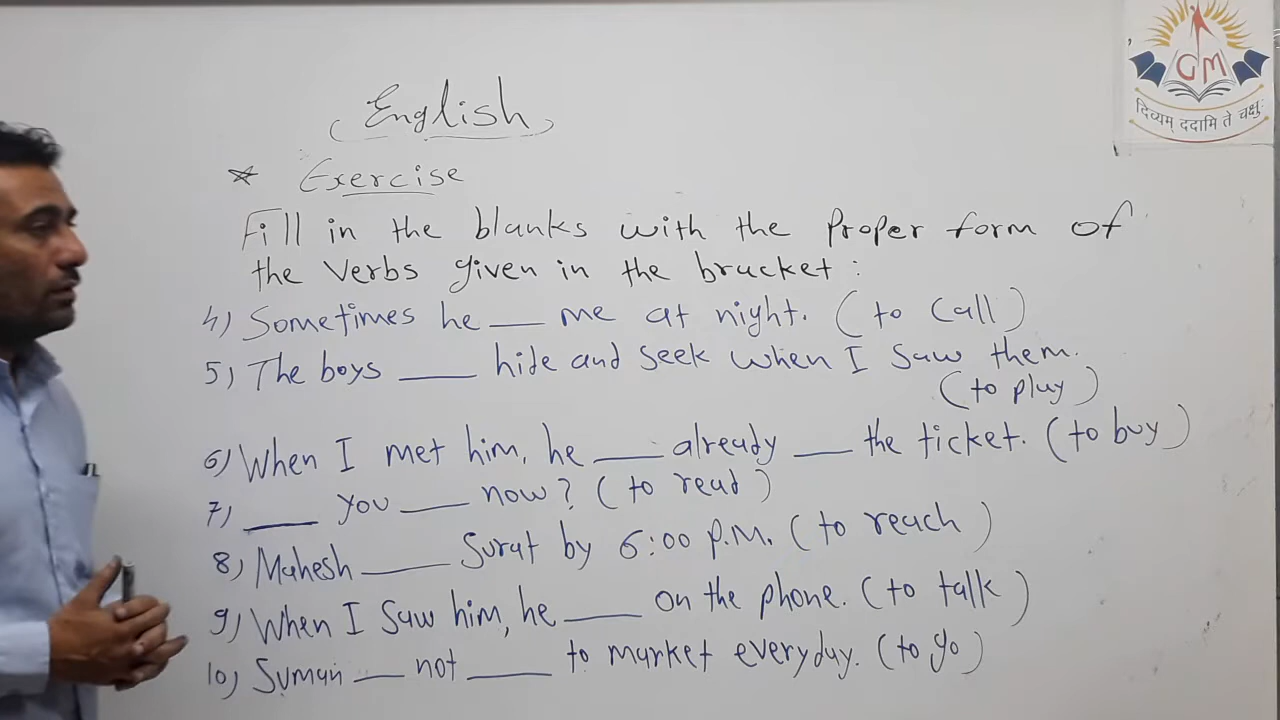 GM
दिव्यम् ददामि ते चक्षुः
(English)
* Exercise
Fill in the blanks with the proper form of
the verbs given in the bracket :
4) Sometimes he ___ me at night. (to call)
5) The boys ____ hide and seek when I saw them.
(to play)
6) When I met him, he ____ already ___ the ticket. (to buy)
7) ____ you ____ now? (to read)
8) Mahesh _____ Surat by 6:00 P.M. (to reach)
9) When I saw him, he ____ on the phone. (to talk)
10) Suman ___ not _____ to market everyday. (to go)